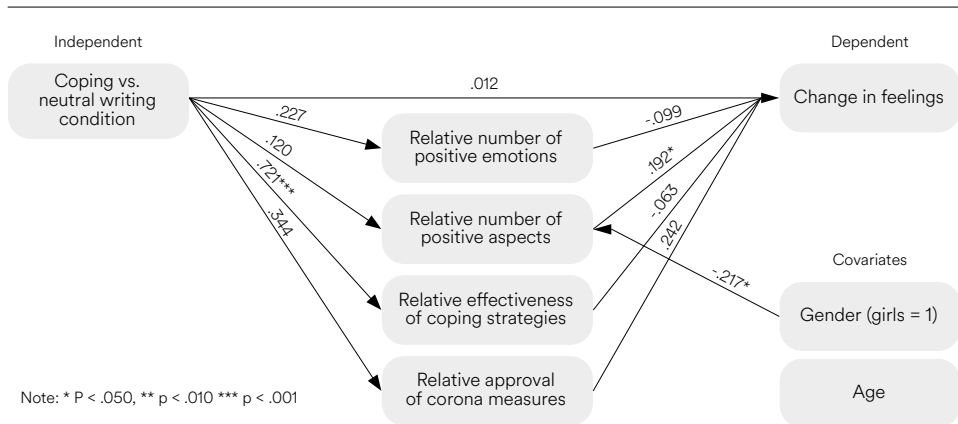 Independent
Dependent
Coping vs.
neutral writing
condition
.012
Change in feelings
.227
-.099
Relative number of
positive emotions
.120
.192*
.721***
-.063
Relative number of
positive aspects
.344
.242
Covariates
-.217*
Relative effectiveness
of coping strategies
Gender (girls = 1)
Relative approval
of corona measures
Age
Note: * P < .050, ** p < .010 *** p < .001